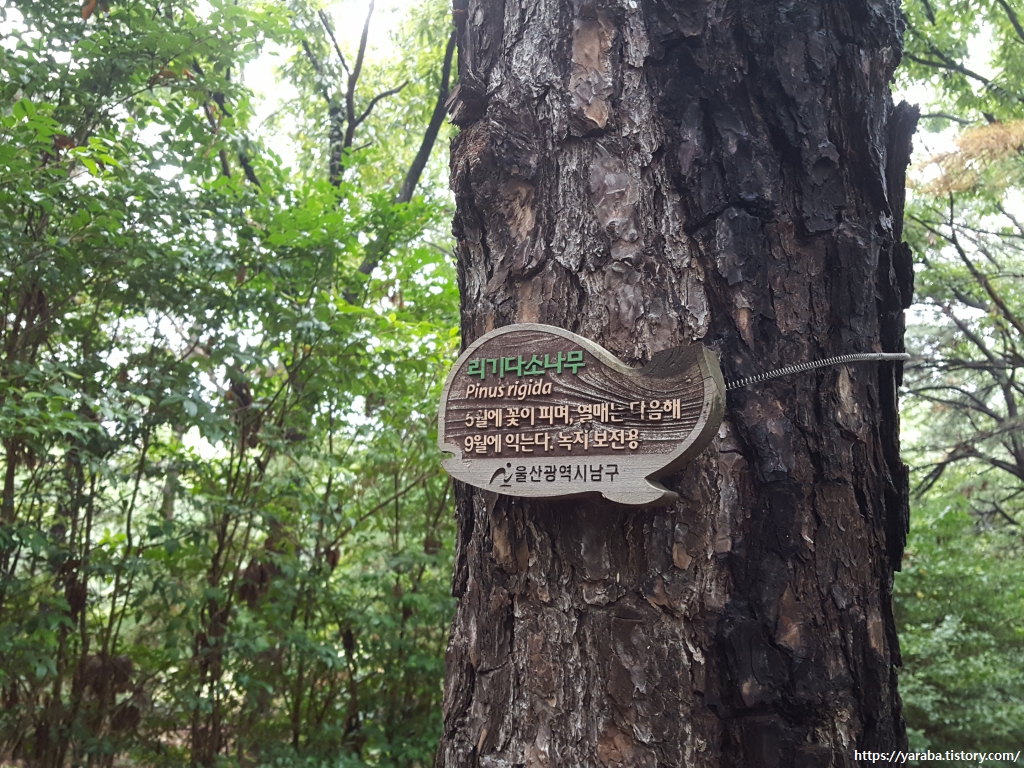 리기다소나무
Pinus rigida
5월에 꽃이 피며, 열매는 다음해
9월에 익는다. 녹지 보전용
울산광역시남구
https://yaraba.tistory.com/